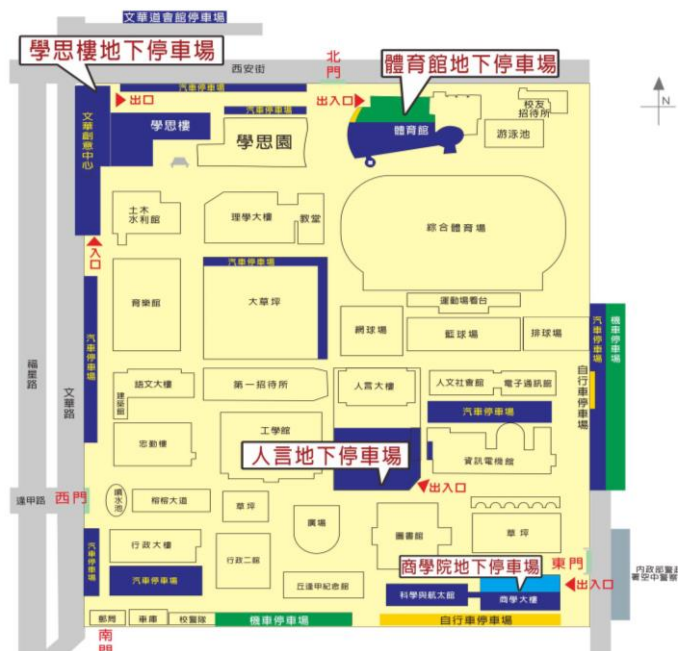 文華道會館停車場
學思樓地下停車場
西安街
北門
體育館地下停車場
汽車停車場
出口
出入口
校友招待所
N
汽車停車場
文華創意中心
學思樓
學思園
體育館
游泳池
土木水利館
理學大樓
教堂
綜合體育場
入口
汽車停車場
育樂館
大草坪
運動場看台
網球場
籃球場
排球場
汽車停車場
汽車停車場
機車停車場
福星路
文華路
自行車停車場
語文大樓
第一招待所
人言大樓
人文社會館
電子通訊館
建築館
汽車停車場
忠勤樓
工學館
人言地下停車場
資訊電機館
出入口
逢甲路
西門
噴水池
榕榕大道
草坪
廣場
圖書館
草坪
行政大樓
行政二館
東門
商學院地下停車場
內政部警政
署空中警察
出入口
汽車停車場
汽車停車場
丘逢甲紀念館
科學與航太館
商學大樓
郵局
車庫
校警隊
機車停車場
自行車停車場
南門